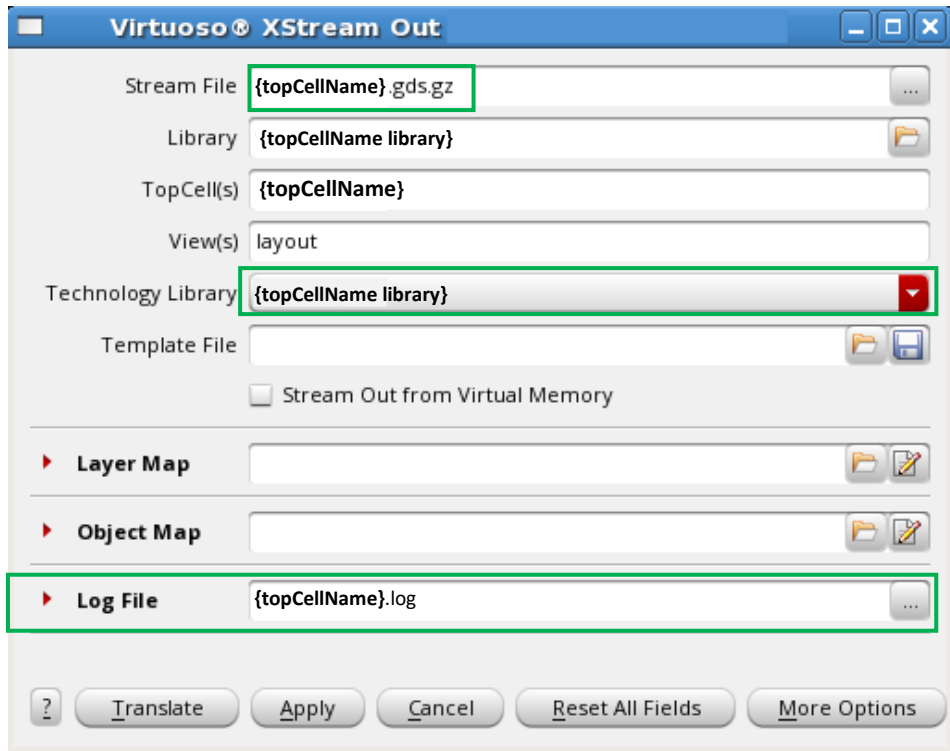 Virtuoso® XStream Out
Stream File {topCellName}.gds.gz ...
Library {topCellName library}
TopCell(s) {topCellName}
View(s) layout
Technology Library {topCellName library}
Template File
Stream Out from Virtual Memory
Layer Map
Object Map
Log File {topCellName}.log ...
? Translate Apply Cancel Reset All Fields More Options